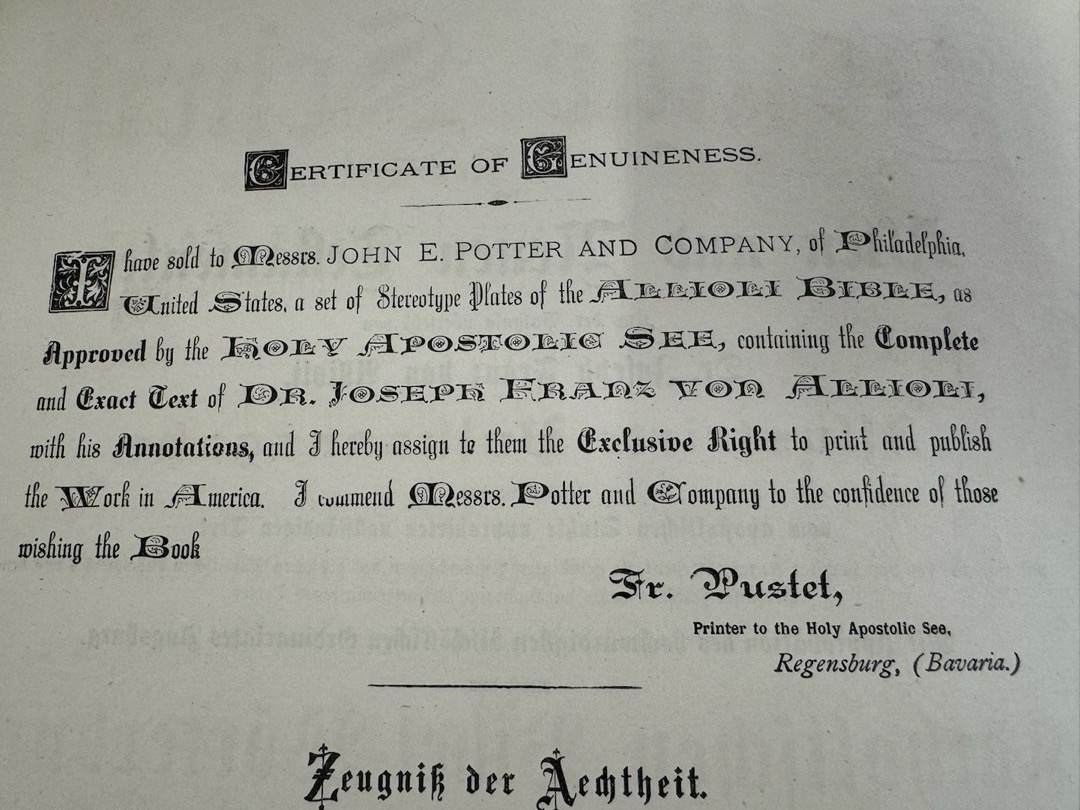 CERTIFICATE OF GENUINENESS.
I have sold to Messrs. JOHN E. POTTER AND COMPANY, of Philadelphia,
United States, a set of Stereotype Plates of the ALLIOLI BIBLE, as
Approved by the HOLY APOSTOLIC SEE, containing the Complete
and Exact Text of DR. JOSEPH FRANZ VON ALLIOLI,
with his Annotations, and I hereby assign to them the Exclusive Right to print and publish
the Work in America. I commend Messrs. Potter and Company to the confidence of those
wishing the Book
Fr. Pustet,
Printer to the Holy Apostolic See,
Regensburg, (Bavaria.)
Zeugniß der Aechtheit.